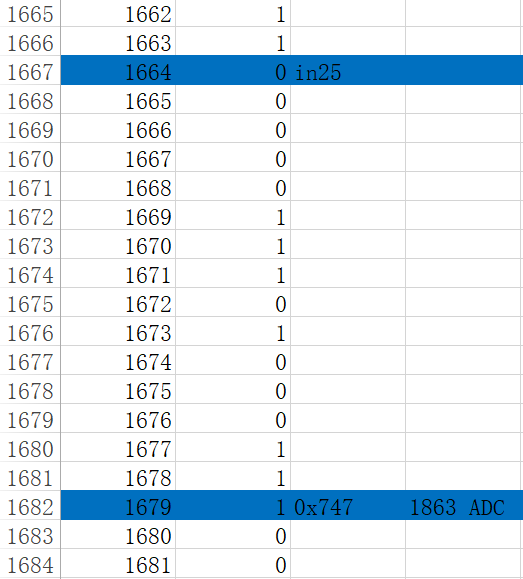 1665 1662 1
1666 1663 1
1667 1664 0 in25
1668 1665 0
1669 1666 0
1670 1667 0
1671 1668 0
1672 1669 1
1673 1670 1
1674 1671 1
1675 1672 0
1676 1673 1
1677 1674 0
1678 1675 0
1679 1676 0
1680 1677 1
1681 1678 1
1682 1679 1 0x747 1863 ADC
1683 1680 0
1684 1681 0